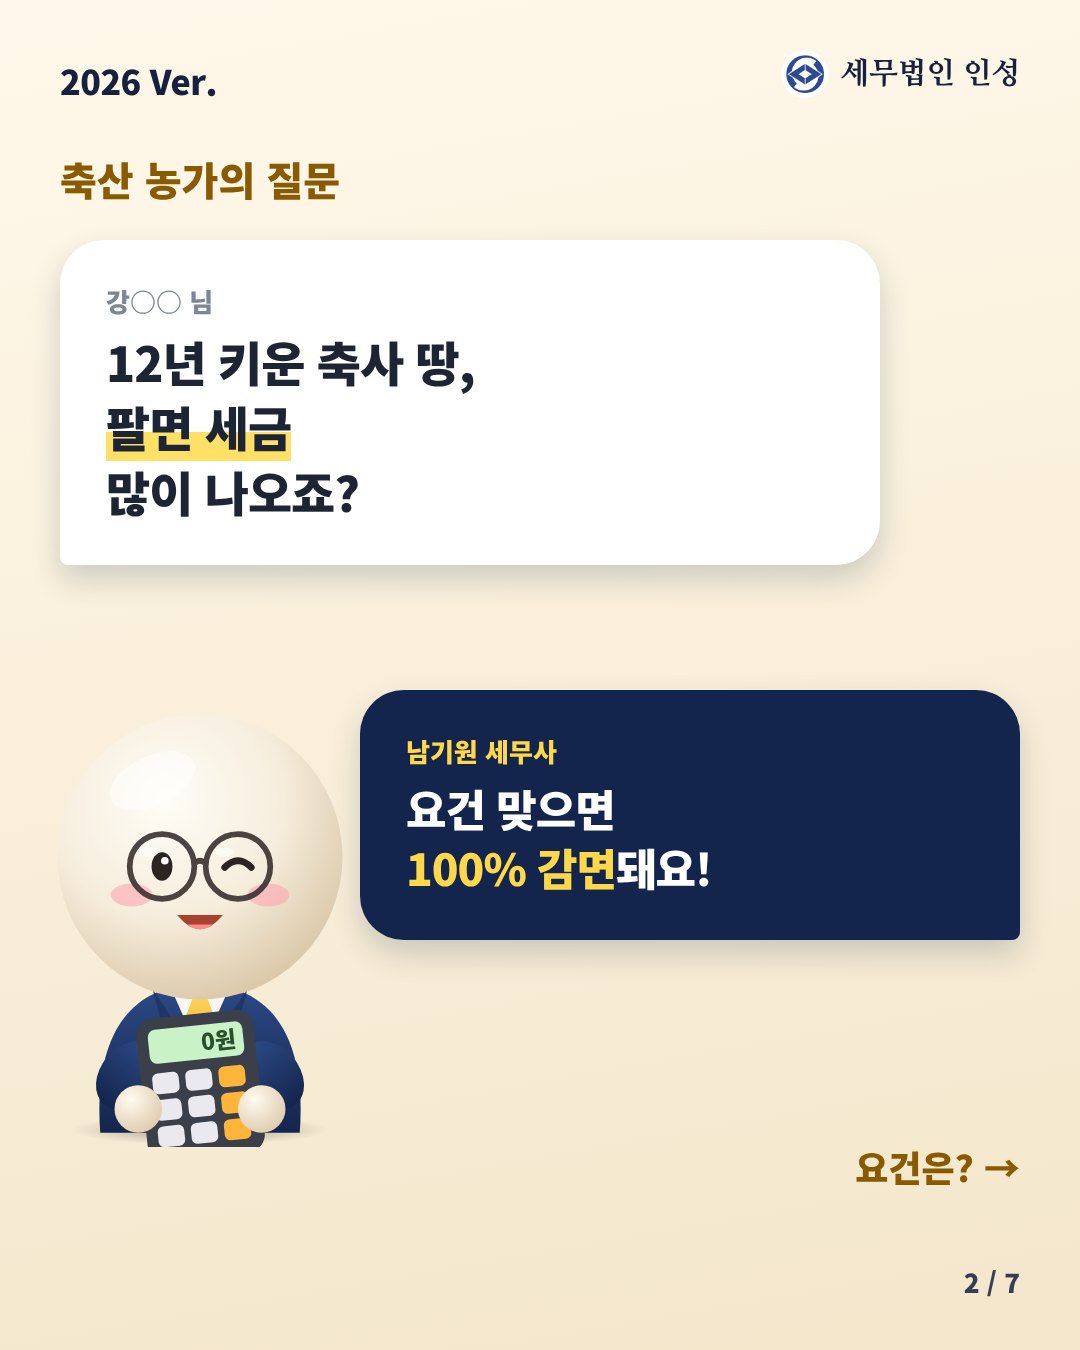 2026 Ver.
세무법인 인성
축산 농가의 질문
강○○ 님
12년 키운 축사 땅,
팔면 세금
많이 나오죠?
남기원 세무사
요건 맞으면
100% 감면돼요!
0원
요건은? →
2 / 7